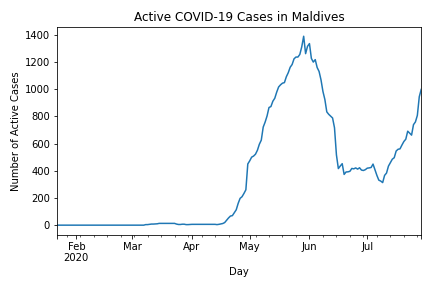 Active COVID-19 Cases in Maldives
Number of Active Cases
1400
1200
1000
800
600
400
200
0
Feb
2020
Mar
Apr
May
Jun
Jul
Day